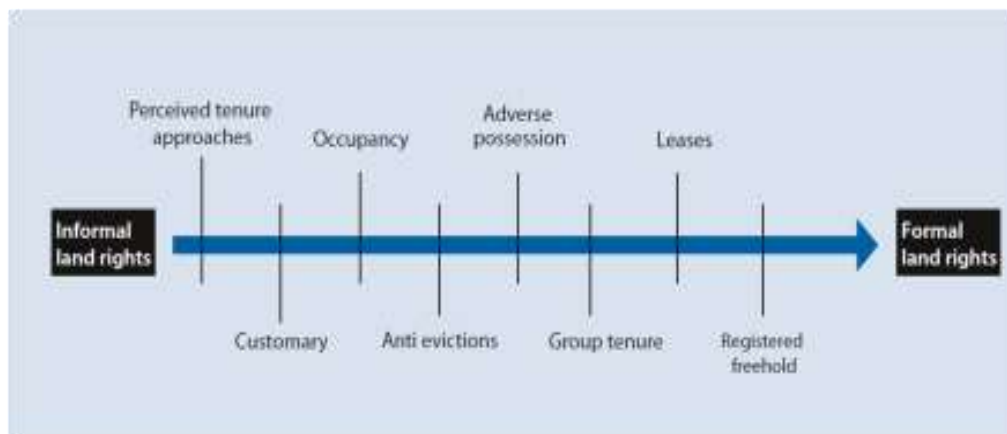 Perceived tenure
approaches
Occupancy
Adverse
possession
Leases
Informal
land rights
Formal
land rights
Customary
Anti evictions
Group tenure
Registered
freehold